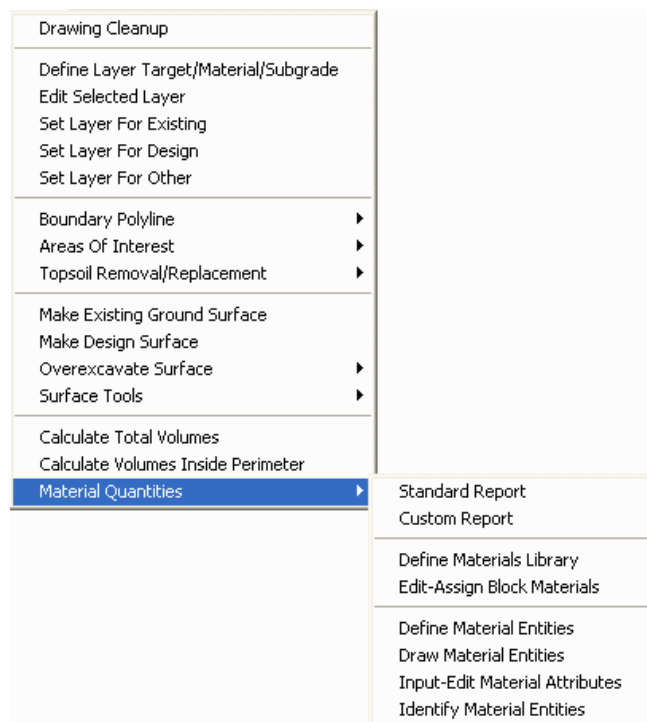 Drawing Cleanup
Define Layer Target/Material/Subgrade
Edit Selected Layer
Set Layer For Existing
Set Layer For Design
Set Layer For Other
Boundary Polyline
Areas Of Interest
Topsoil Removal/Replacement
Make Existing Ground Surface
Make Design Surface
Overexcavate Surface
Surface Tools
Calculate Total Volumes
Calculate Volumes Inside Perimeter
Material Quantities
Standard Report
Custom Report
Define Materials Library
Edit-Assign Block Materials
Define Material Entities
Draw Material Entities
Input-Edit Material Attributes
Identify Material Entities